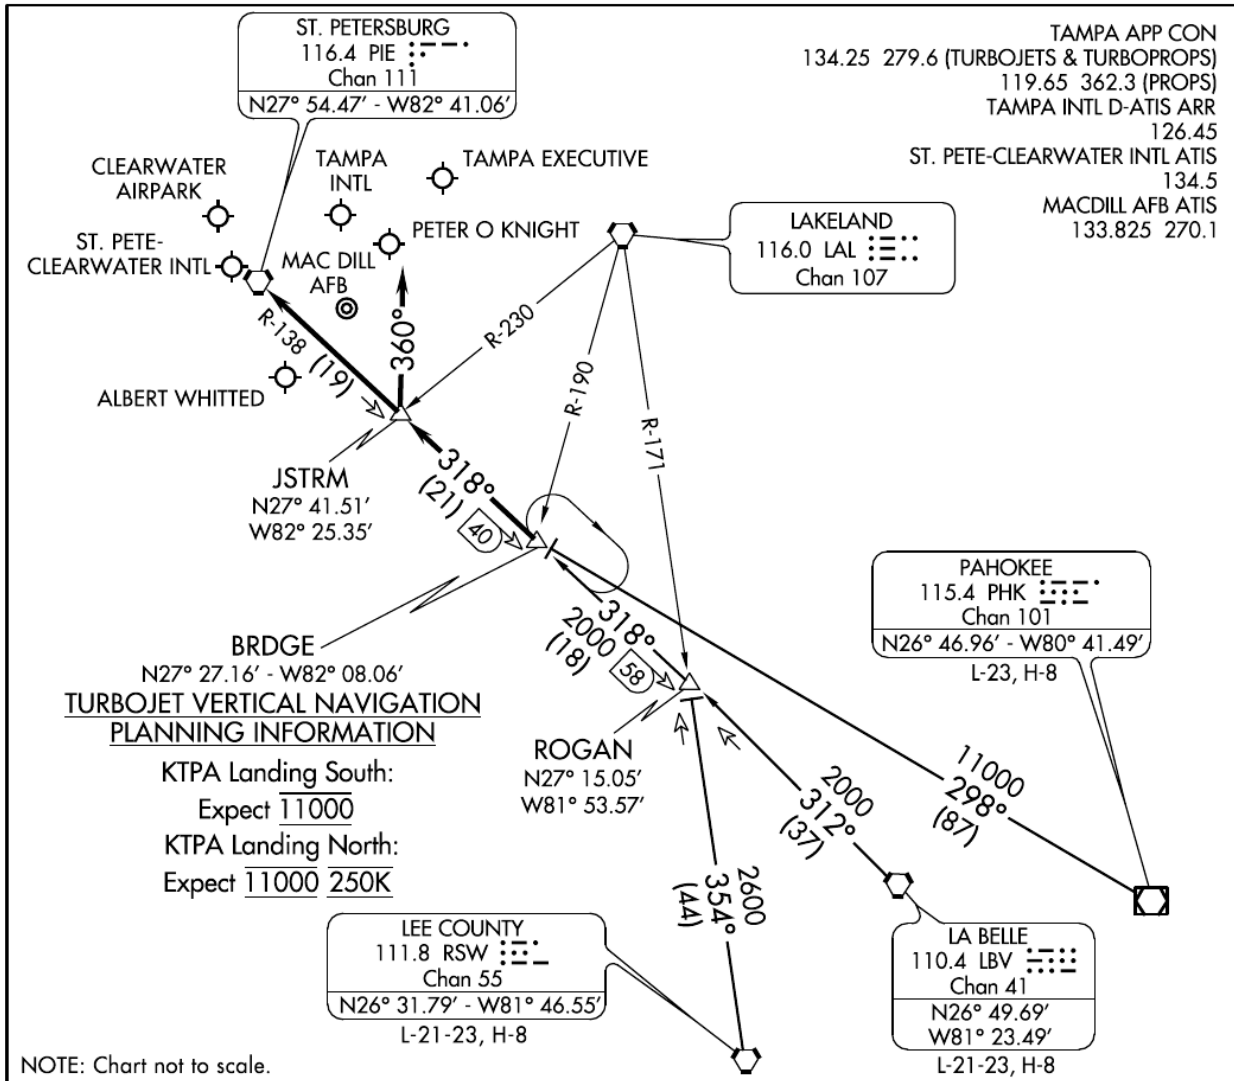 ST. PETERSBURG
116.4 PIE
Chan 111
N27° 54.47′ - W82° 41.06′
TAMPA APP CON
134.25 279.6 (TURBOJETS & TURBOPROPS)
119.65 362.3 (PROPS)
TAMPA INTL D-ATIS ARR
126.45
ST. PETE-CLEARWATER INTL ATIS
134.5
MACDILL AFB ATIS
133.825 270.1
CLEARWATER
AIRPARK
TAMPA
INTL
TAMPA EXECUTIVE
ST. PETE-
CLEARWATER INTL
MAC DILL
AFB
PETER O KNIGHT
LAKELAND
116.0 LAL
Chan 107
ALBERT WHITTED
R-138 (19)
360°
R-230
R-190
R-171
JSTRM
N27° 41.51′
W82° 25.35′
318°
(21)
40
BRDGE
N27° 27.16′ - W82° 08.06′
318°
2000
(18)
58
ROGAN
N27° 15.05′
W81° 53.57′
PAHOKEE
115.4 PHK
Chan 101
N26° 46.96′ - W80° 41.49′
L-23, H-8
TURBOJET VERTICAL NAVIGATION
PLANNING INFORMATION
KTPA Landing South:
Expect 11000
KTPA Landing North:
Expect 11000 250K
11000
298°
(87)
2000
312°
(37)
2600
354°
(44)
LEE COUNTY
111.8 RSW
Chan 55
N26° 31.79′ - W81° 46.55′
L-21-23, H-8
LA BELLE
110.4 LBV
Chan 41
N26° 49.69′
W81° 23.49′
L-21-23, H-8
NOTE: Chart not to scale.